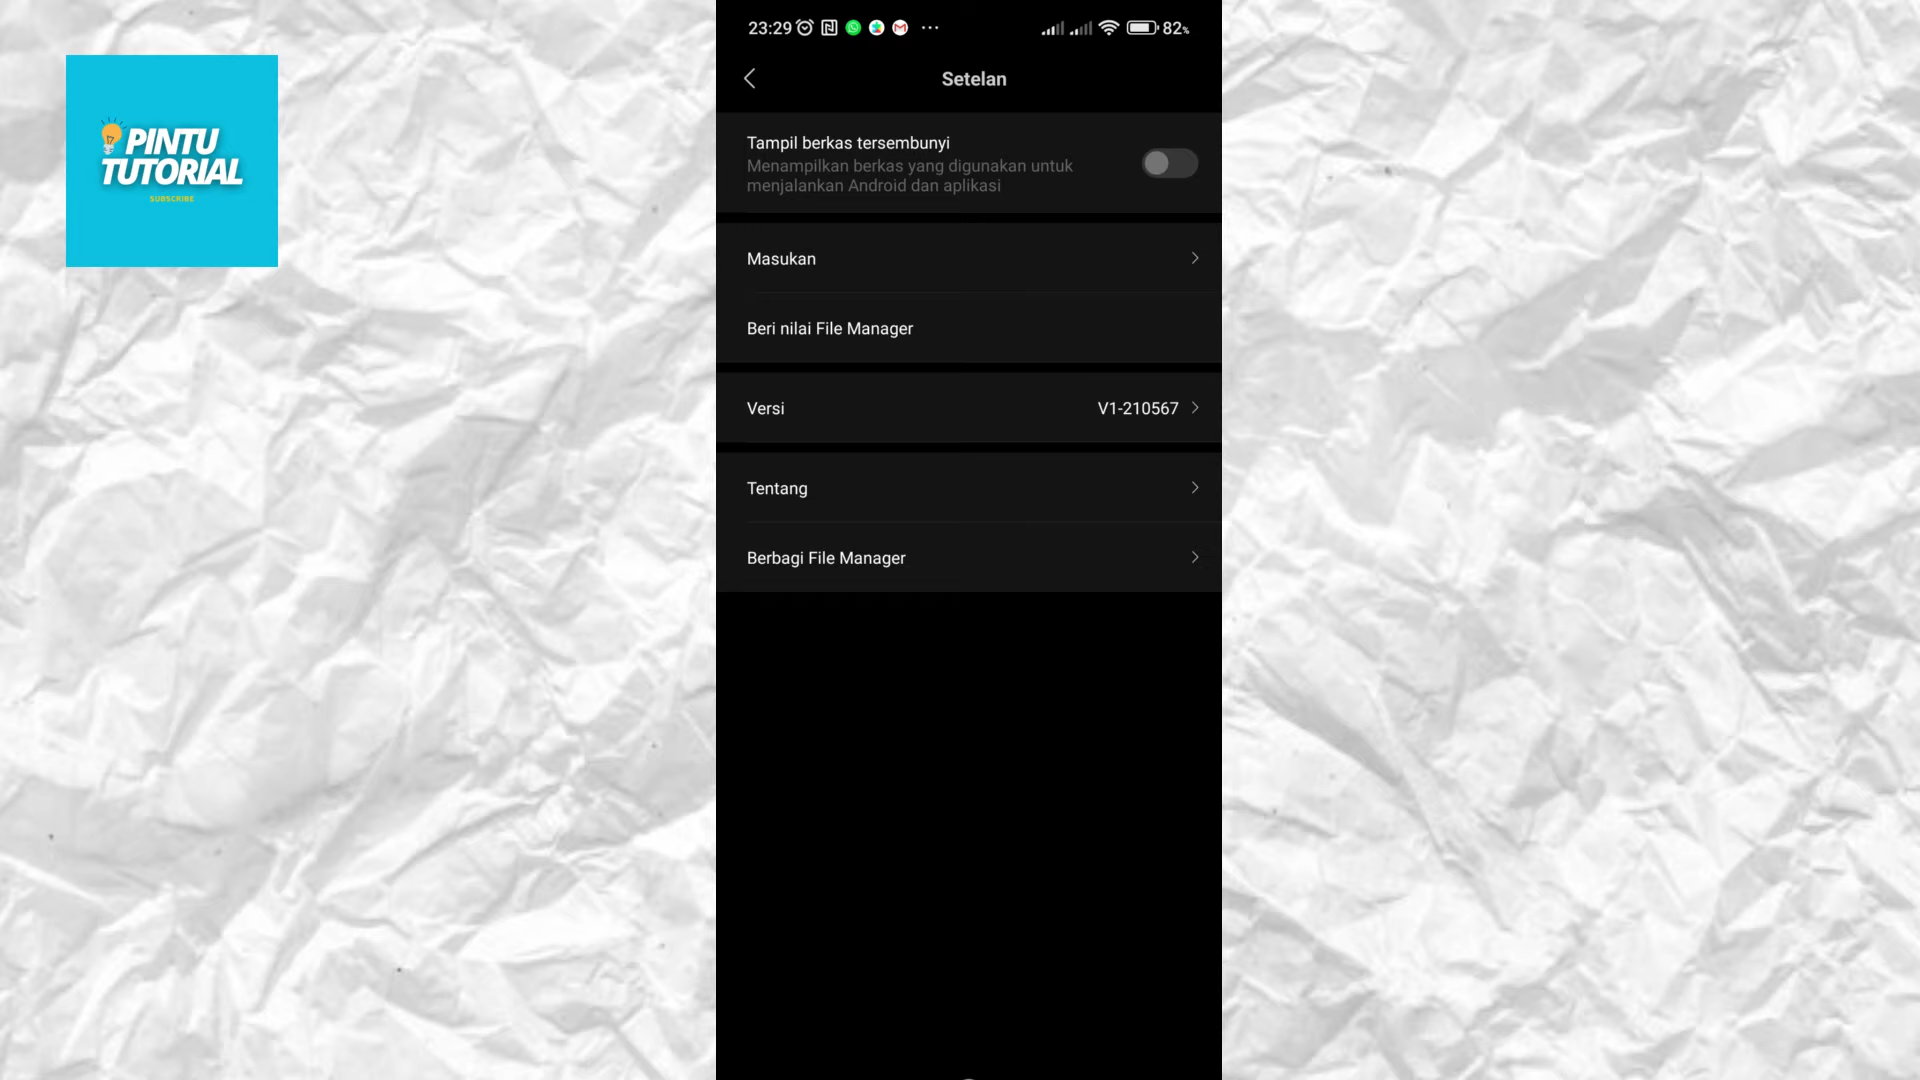 PINTU
TUTORIAL
SUBSCRIBE
23:29
82%
Setelan
Tampil berkas tersembunyi
Menampilkan berkas yang digunakan untuk
menjalankan Android dan aplikasi
Masukan
Beri nilai File Manager
Versi
V1-210567
Tentang
Berbagi File Manager